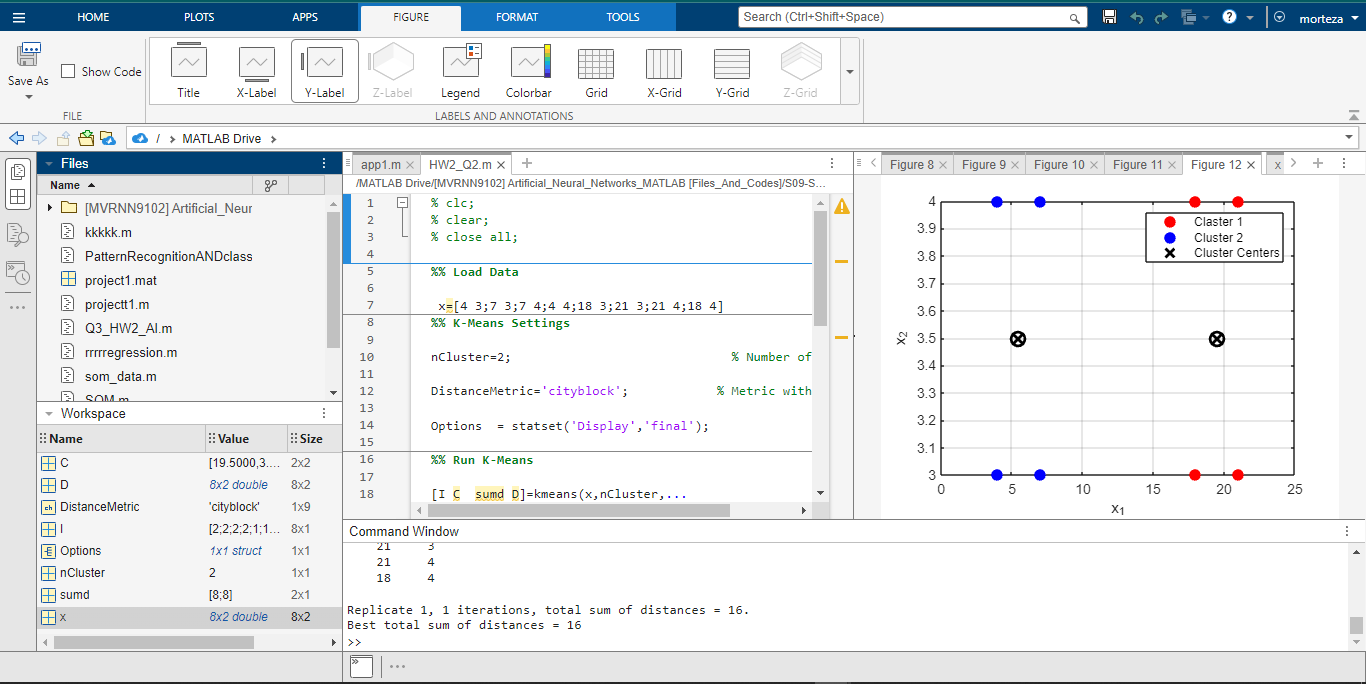 HOME PLOTS APPS FIGURE FORMAT TOOLS Search (Ctrl+Shift+Space) morteza
Save As Show Code Title X-Label Y-Label Z-Label Legend Colorbar Grid X-Grid Y-Grid Z-Grid
FILE LABELS AND ANNOTATIONS
/ MATLAB Drive
Files
Name
[MVRNN9102] Artificial_Neur
kkkkk.m
PatternRecognitionANDclass
project1.mat
projectt1.m
Q3_HW2_AI.m
rrrrregression.m
som_data.m
SOM.m
Workspace
Name Value Size
C [19.5000,3.... 2x2
D 8x2 double 8x2
DistanceMetric 'cityblock' 1x9
I [2;2;2;2;1;1... 8x1
Options 1x1 struct 1x1
nCluster 2 1x1
sumd [8;8] 2x1
x 8x2 double 8x2
app1.m HW2_Q2.m
/MATLAB Drive/[MVRNN9102] Artificial_Neural_Networks_MATLAB [Files_And_Codes]/S09-S...
1 % clc;
2 % clear;
3 % close all;
4
5 %% Load Data
6
7 x=[4 3;7 3;7 4;4 4;18 3;21 3;21 4;18 4]
8 %% K-Means Settings
9
10 nCluster=2; % Number of
11
12 DistanceMetric='cityblock'; % Metric with
13
14 Options = statset('Display','final');
15
16 %% Run K-Means
17
18 [I C sumd D]=kmeans(x,nCluster,...
Figure 8 Figure 9 Figure 10 Figure 11 Figure 12 x
4
3.9
3.8
3.7
3.6
3.5
3.4
3.3
3.2
3.1
3
x2
0 5 10 15 20 25
x1
Claster 1
Cluster 2
Cluster Centers
Command Window
21 3
21 4
18 4
Replicate 1, 1 iterations, total sum of distances = 16.
Best total sum of distances = 16
>>